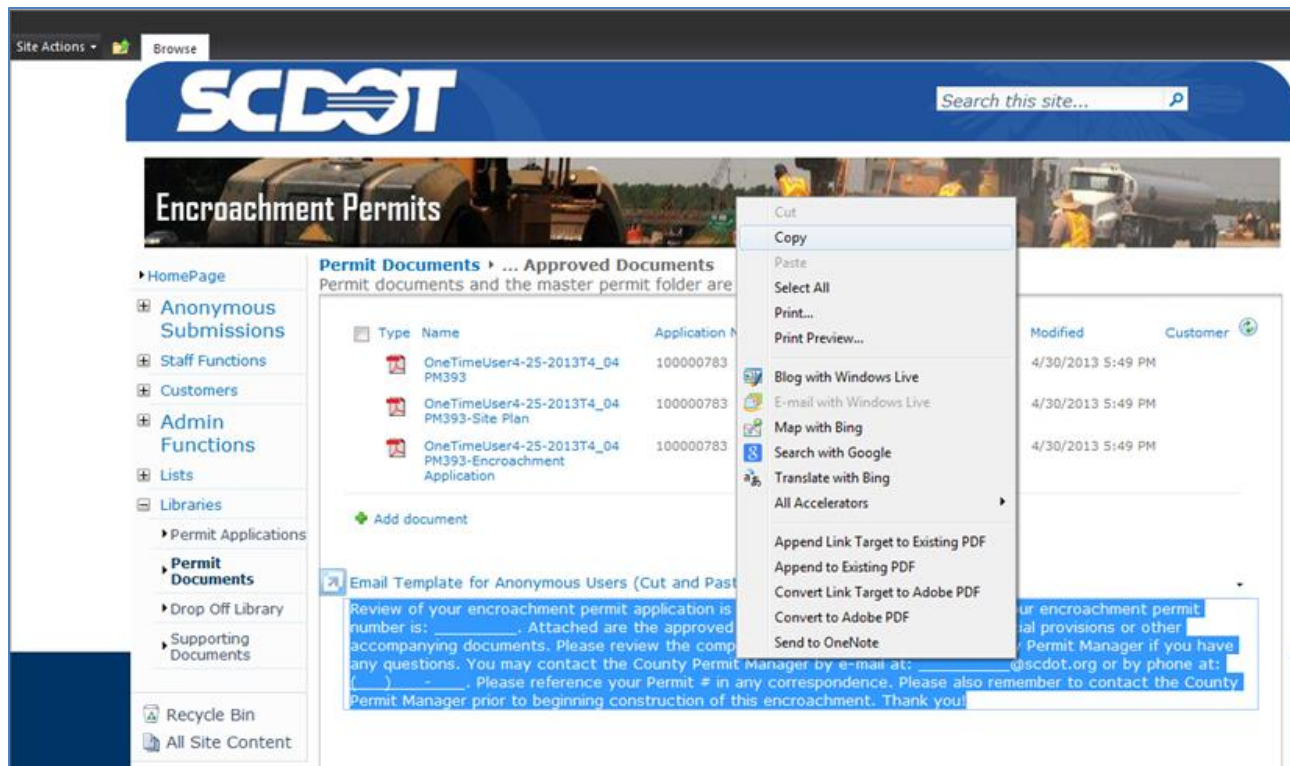 Site Actions
Browse
SCDOT
Search this site...
Encroachment Permits
HomePage
Anonymous
Submissions
Staff Functions
Customers
Admin
Functions
Lists
Libraries
Permit Applications
Permit
Documents
Drop Off Library
Supporting
Documents
Recycle Bin
All Site Content
Permit Documents ... Approved Documents
Permit documents and the master permit folder are
Type Name Application Modified Customer
OneTimeUser4-25-2013T4_04 100000783 4/30/2013 5:49 PM
PM393
OneTimeUser4-25-2013T4_04 100000783 4/30/2013 5:49 PM
PM393-Site Plan
OneTimeUser4-25-2013T4_04 100000783 4/30/2013 5:49 PM
PM393-Encroachment
Application
Add document
Cut
Copy
Paste
Select All
Print...
Print Preview...
Blog with Windows Live
E-mail with Windows Live
Map with Bing
Search with Google
Translate with Bing
All Accelerators
Append Link Target to Existing PDF
Append to Existing PDF
Convert Link Target to Adobe PDF
Convert to Adobe PDF
Send to OneNote
Email Template for Anonymous Users (Cut and Past
Review of your encroachment permit application is ur encroachment permit
number is: _________. Attached are the approved ial provisions or other
accompanying documents. Please review the comp Permit Manager if you have
any questions. You may contact the County Permit Manager by e-mail at: __________@scdot.org or by phone at:
(___)___-____. Please reference your Permit # in any correspondence. Please also remember to contact the County
Permit Manager prior to beginning construction of this encroachment. Thank you!